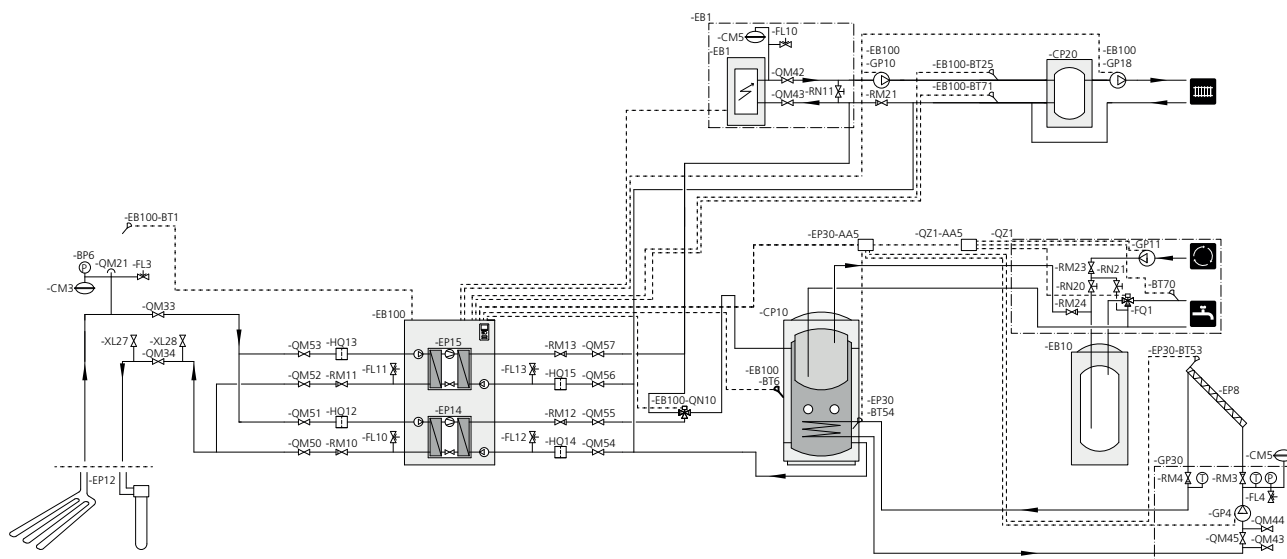 -EB1
-CM5
-FL10
-EB1
-QM42
-QM43
-RN11
-EB100
-GP10
-RM21
-EB100-BT25
-EB100-BT71
-CP20
-EB100
-GP18
-EB100-BT1
-BP6
P
-QM21
-FL3
-CM3
-QM33
-XL27
-XL28
-QM34
-EP12
-EB100
-QM53
-HQ13
-QM52
-RM11
-QM51
-HQ12
-QM50
-RM10
-FL11
-FL10
-EP15
-EP14
-FL13
-FL12
-RM13
-QM57
-HQ15
-QM56
-RM12
-QM55
-HQ14
-QM54
-EB100-QN10
-EP30-AA5
-QZ1-AA5
-QZ1
-GP11
-RM23
-RN21
-RN20
-RM24
-BT70
-FQ1
-CP10
-EB100
-BT6
-EP30
-BT54
-EB10
-EP30-BT53
-EP8
-GP30
-CM5
-RM4
T
-RM3
T
P
-FL4
-GP4
-QM44
-QM45
-QM43